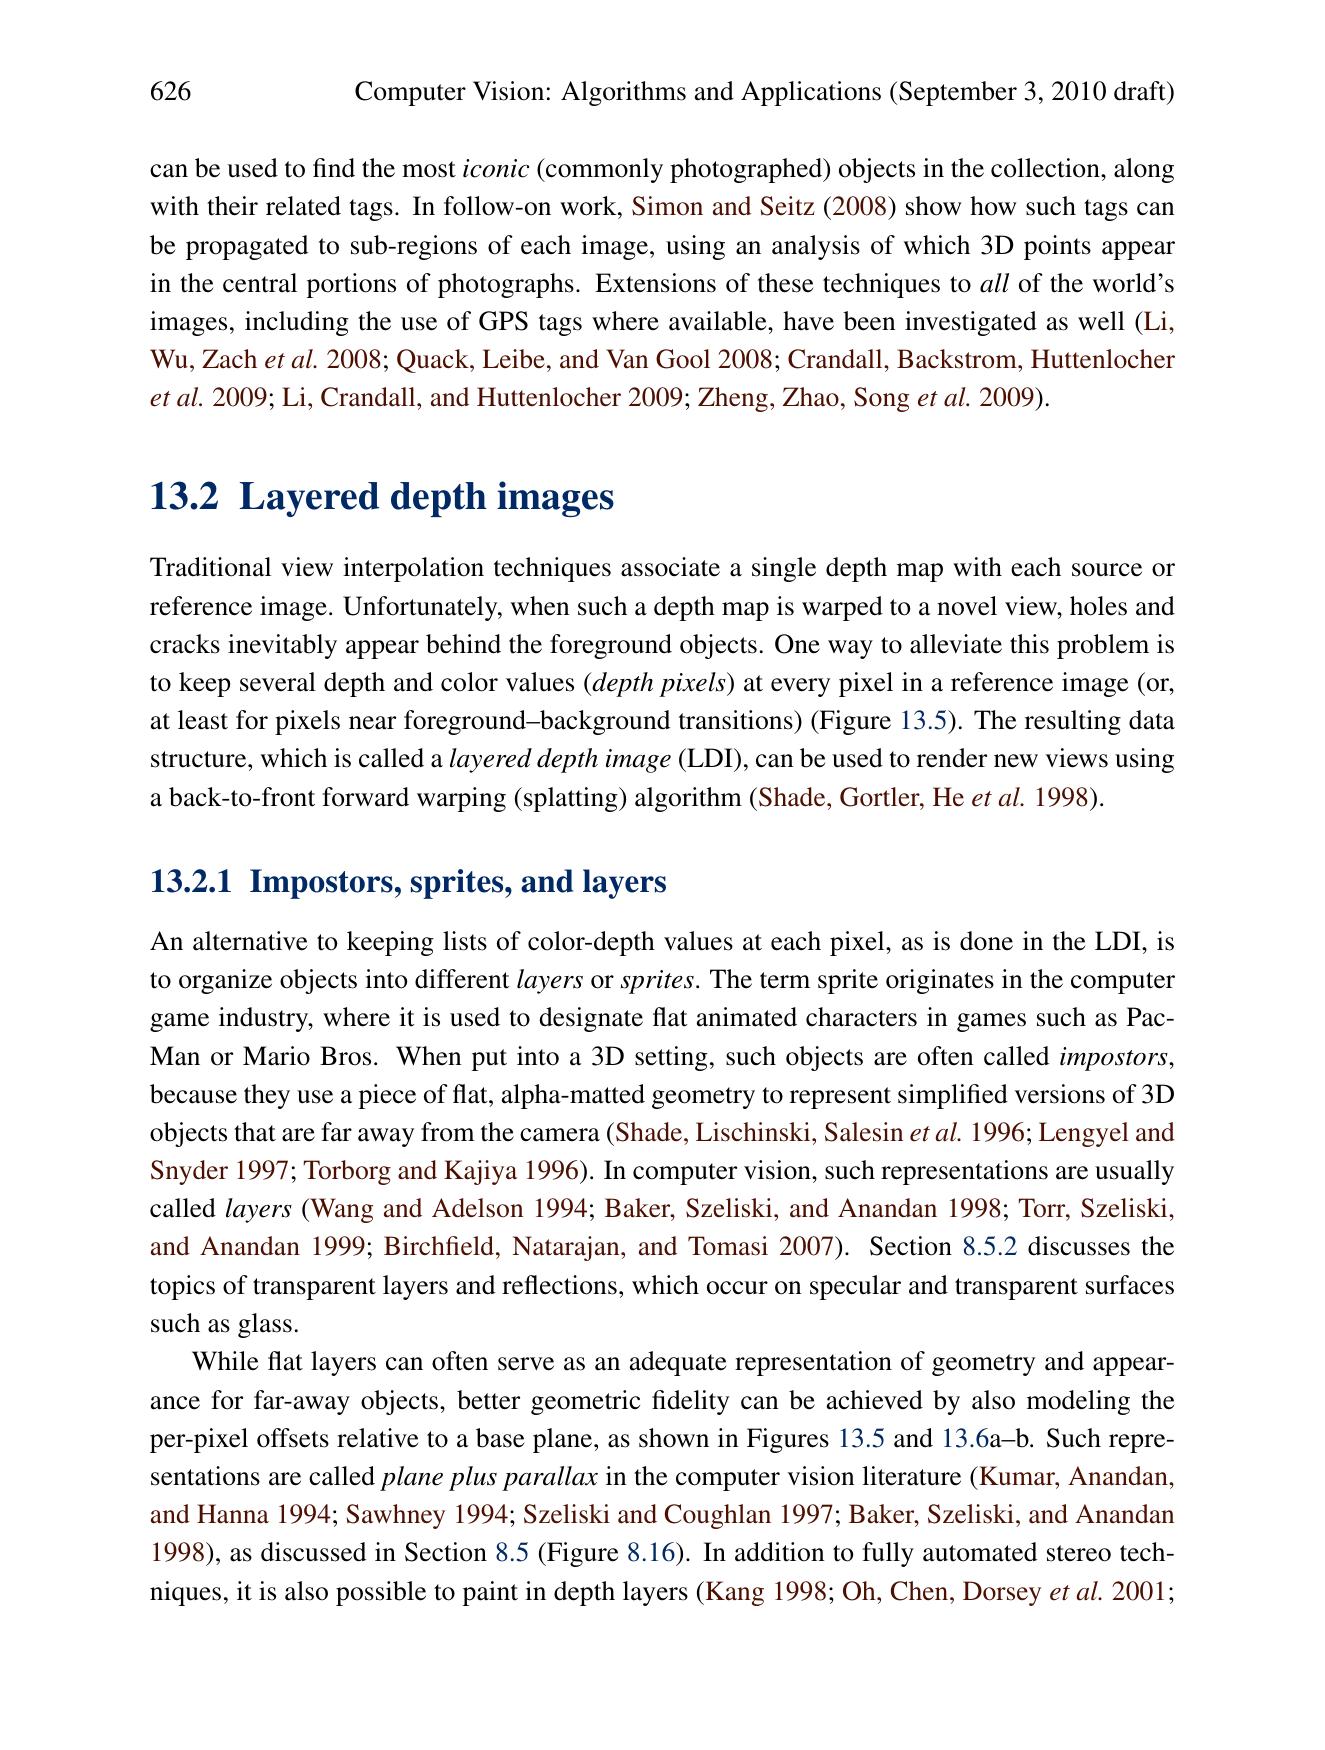 626 Computer Vision: Algorithms and Applications (September 3, 2010 draft)
can be used to find the most iconic (commonly photographed) objects in the collection, along
with their related tags. In follow-on work, Simon and Seitz (2008) show how such tags can
be propagated to sub-regions of each image, using an analysis of which 3D points appear
in the central portions of photographs. Extensions of these techniques to all of the world's
images, including the use of GPS tags where available, have been investigated as well (Li,
Wu, Zach et al. 2008; Quack, Leibe, and Van Gool 2008; Crandall, Backstrom, Huttenlocher
et al. 2009; Li, Crandall, and Huttenlocher 2009; Zheng, Zhao, Song et al. 2009).
13.2 Layered depth images
Traditional view interpolation techniques associate a single depth map with each source or
reference image. Unfortunately, when such a depth map is warped to a novel view, holes and
cracks inevitably appear behind the foreground objects. One way to alleviate this problem is
to keep several depth and color values (depth pixels) at every pixel in a reference image (or,
at least for pixels near foreground–background transitions) (Figure 13.5). The resulting data
structure, which is called a layered depth image (LDI), can be used to render new views using
a back-to-front forward warping (splatting) algorithm (Shade, Gortler, He et al. 1998).
13.2.1 Impostors, sprites, and layers
An alternative to keeping lists of color-depth values at each pixel, as is done in the LDI, is
to organize objects into different layers or sprites. The term sprite originates in the computer
game industry, where it is used to designate flat animated characters in games such as Pac-
Man or Mario Bros. When put into a 3D setting, such objects are often called impostors,
because they use a piece of flat, alpha-matted geometry to represent simplified versions of 3D
objects that are far away from the camera (Shade, Lischinski, Salesin et al. 1996; Lengyel and
Snyder 1997; Torborg and Kajiya 1996). In computer vision, such representations are usually
called layers (Wang and Adelson 1994; Baker, Szeliski, and Anandan 1998; Torr, Szeliski,
and Anandan 1999; Birchfield, Natarajan, and Tomasi 2007). Section 8.5.2 discusses the
topics of transparent layers and reflections, which occur on specular and transparent surfaces
such as glass.
While flat layers can often serve as an adequate representation of geometry and appear-
ance for far-away objects, better geometric fidelity can be achieved by also modeling the
per-pixel offsets relative to a base plane, as shown in Figures 13.5 and 13.6a–b. Such repre-
sentations are called plane plus parallax in the computer vision literature (Kumar, Anandan,
and Hanna 1994; Sawhney 1994; Szeliski and Coughlan 1997; Baker, Szeliski, and Anandan
1998), as discussed in Section 8.5 (Figure 8.16). In addition to fully automated stereo tech-
niques, it is also possible to paint in depth layers (Kang 1998; Oh, Chen, Dorsey et al. 2001;